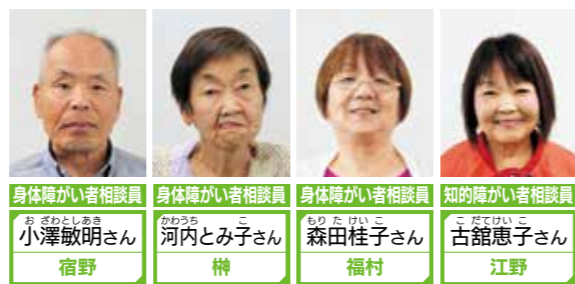 身体障がい者相談員
お ざわとしあき
小澤敏明さん
宿野
身体障がい者相談員
かわうち こ
河内とみ子さん
榊
身体障がい者相談員
もり た けい こ
森田桂子さん
福村
知的障がい者相談員
こ だてけい こ
古舘恵子さん
江野